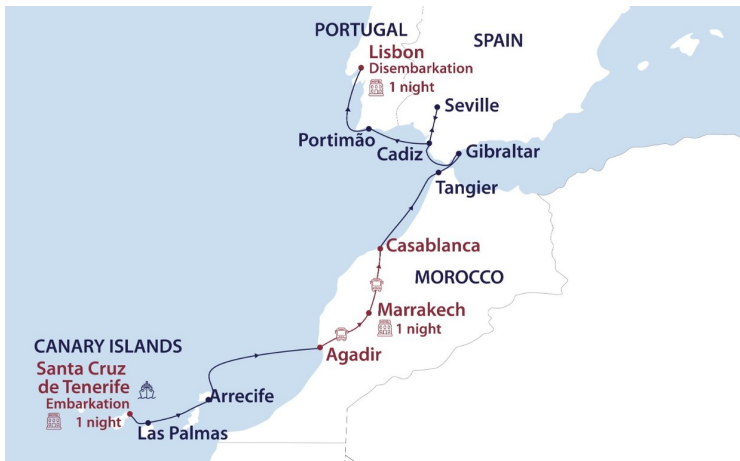 PORTUGAL
SPAIN
Lisbon
Disembarkation
1 night
Seville
Portimão
Cadiz
Gibraltar
Tangier
Casablanca
MOROCCO
Marrakech
1 night
Agadir
CANARY ISLANDS
Santa Cruz
de Tenerife
Embarkation
1 night
Arrecife
Las Palmas